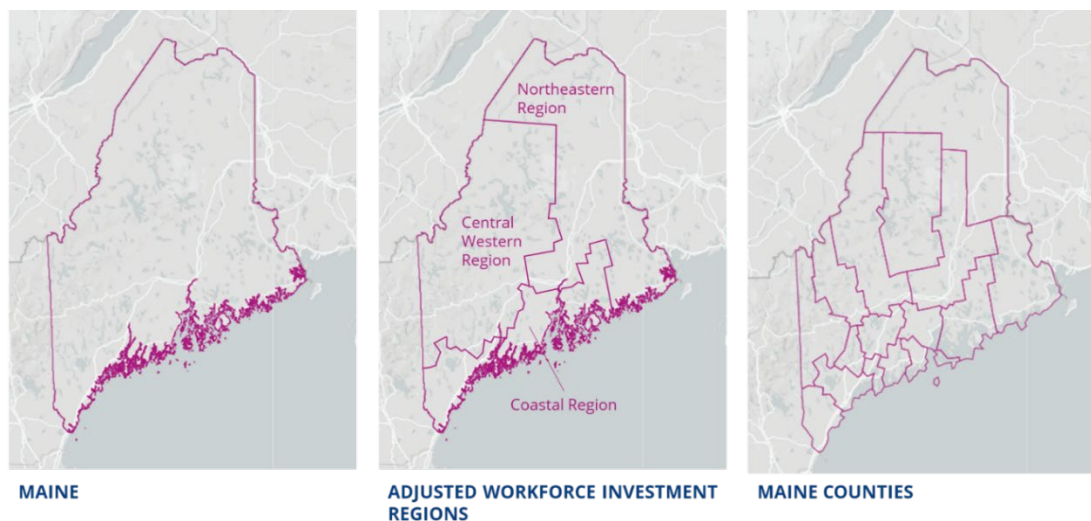 Northeastern
Region
Central
Western
Region
Coastal Region
MAINE
ADJUSTED WORKFORCE INVESTMENT
REGIONS
MAINE COUNTIES